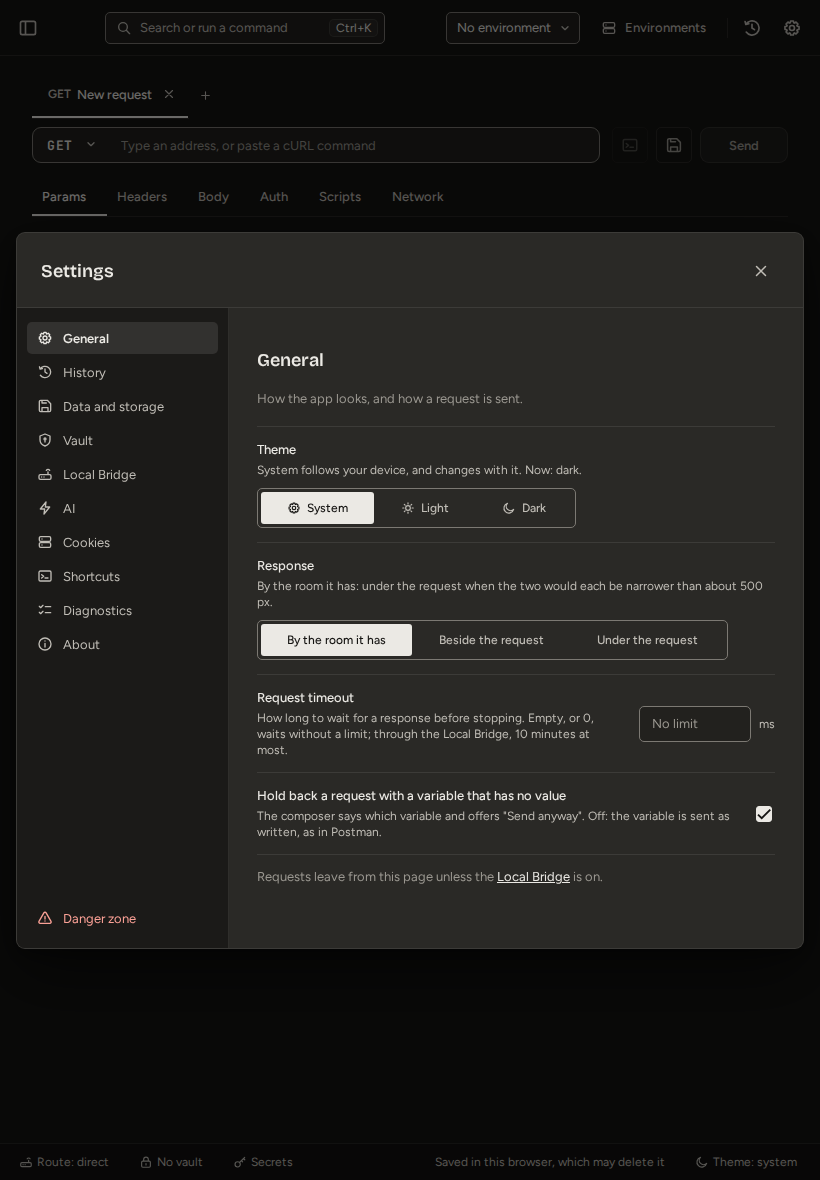 Search or run a command Ctrl+K No environment Environments
GET New request
GET Type an address, or paste a cURL command Send
Params Headers Body Auth Scripts Network
Settings
General
History
Data and storage
Vault
Local Bridge
AI
Cookies
Shortcuts
Diagnostics
About
Danger zone
General
How the app looks, and how a request is sent.
Theme
System follows your device, and changes with it. Now: dark.
System Light Dark
Response
By the room it has: under the request when the two would each be narrower than about 500
px.
By the room it has Beside the request Under the request
Request timeout
How long to wait for a response before stopping. Empty, or 0,
waits without a limit; through the Local Bridge, 10 minutes at
most.
No limit ms
Hold back a request with a variable that has no value
The composer says which variable and offers "Send anyway". Off: the variable is sent as
written, as in Postman.
Requests leave from this page unless the Local Bridge is on.
Route: direct No vault Secrets Saved in this browser, which may delete it Theme: system